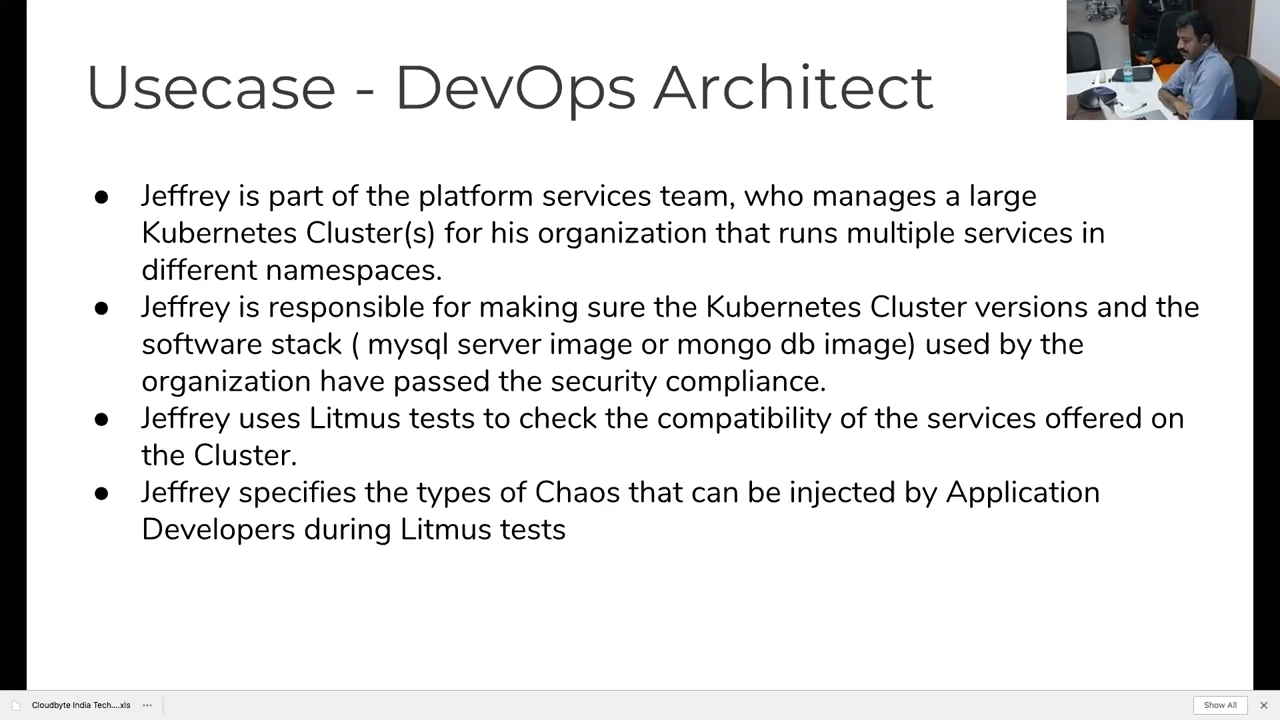 Usecase - DevOps Architect
● Jeffrey is part of the platform services team, who manages a large
Kubernetes Cluster(s) for his organization that runs multiple services in
different namespaces.
● Jeffrey is responsible for making sure the Kubernetes Cluster versions and the
software stack ( mysql server image or mongo db image) used by the
organization have passed the security compliance.
● Jeffrey uses Litmus tests to check the compatibility of the services offered on
the Cluster.
● Jeffrey specifies the types of Chaos that can be injected by Application
Developers during Litmus tests
Cloudbyte India Tech....xls
Show All